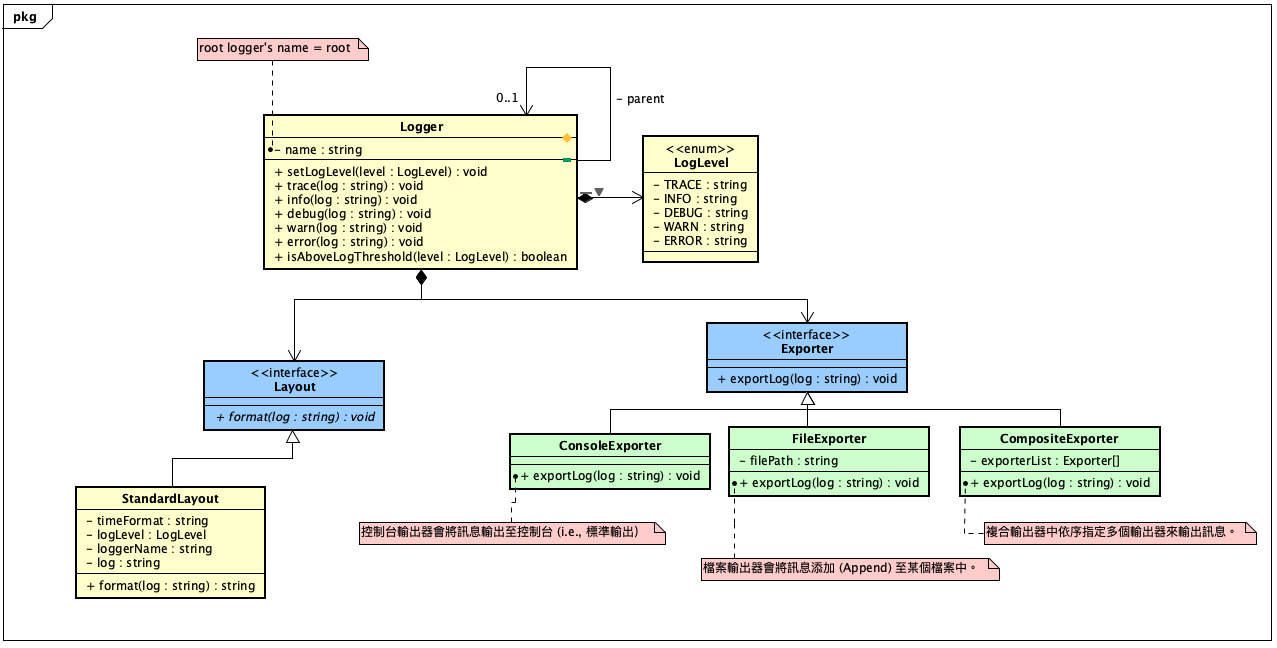 pkg
root logger's name = root
0..1
– parent
Logger
– name : string
+ setLogLevel(level : LogLevel) : void
+ trace(log : string) : void
+ info(log : string) : void
+ debug(log : string) : void
+ warn(log : string) : void
+ error(log : string) : void
+ isAboveLogThreshold(level : LogLevel) : boolean
<<enum>>
LogLevel
– TRACE : string
– INFO : string
– DEBUG : string
– WARN : string
– ERROR : string
<<interface>>
Layout
+ format(log : string) : void
<<interface>>
Exporter
+ exportLog(log : string) : void
StandardLayout
– timeFormat : string
– logLevel : LogLevel
– loggerName : string
– log : string
+ format(log : string) : string
ConsoleExporter
+ exportLog(log : string) : void
FileExporter
– filePath : string
+ exportLog(log : string) : void
CompositeExporter
– exporterList : Exporter[]
+ exportLog(log : string) : void
控制台輸出器會將訊息輸出至控制台 (i.e., 標準輸出)
檔案輸出器會將訊息添加 (Append) 至某個檔案中。
複合輸出器中依序指定多個輸出器來輸出訊息。